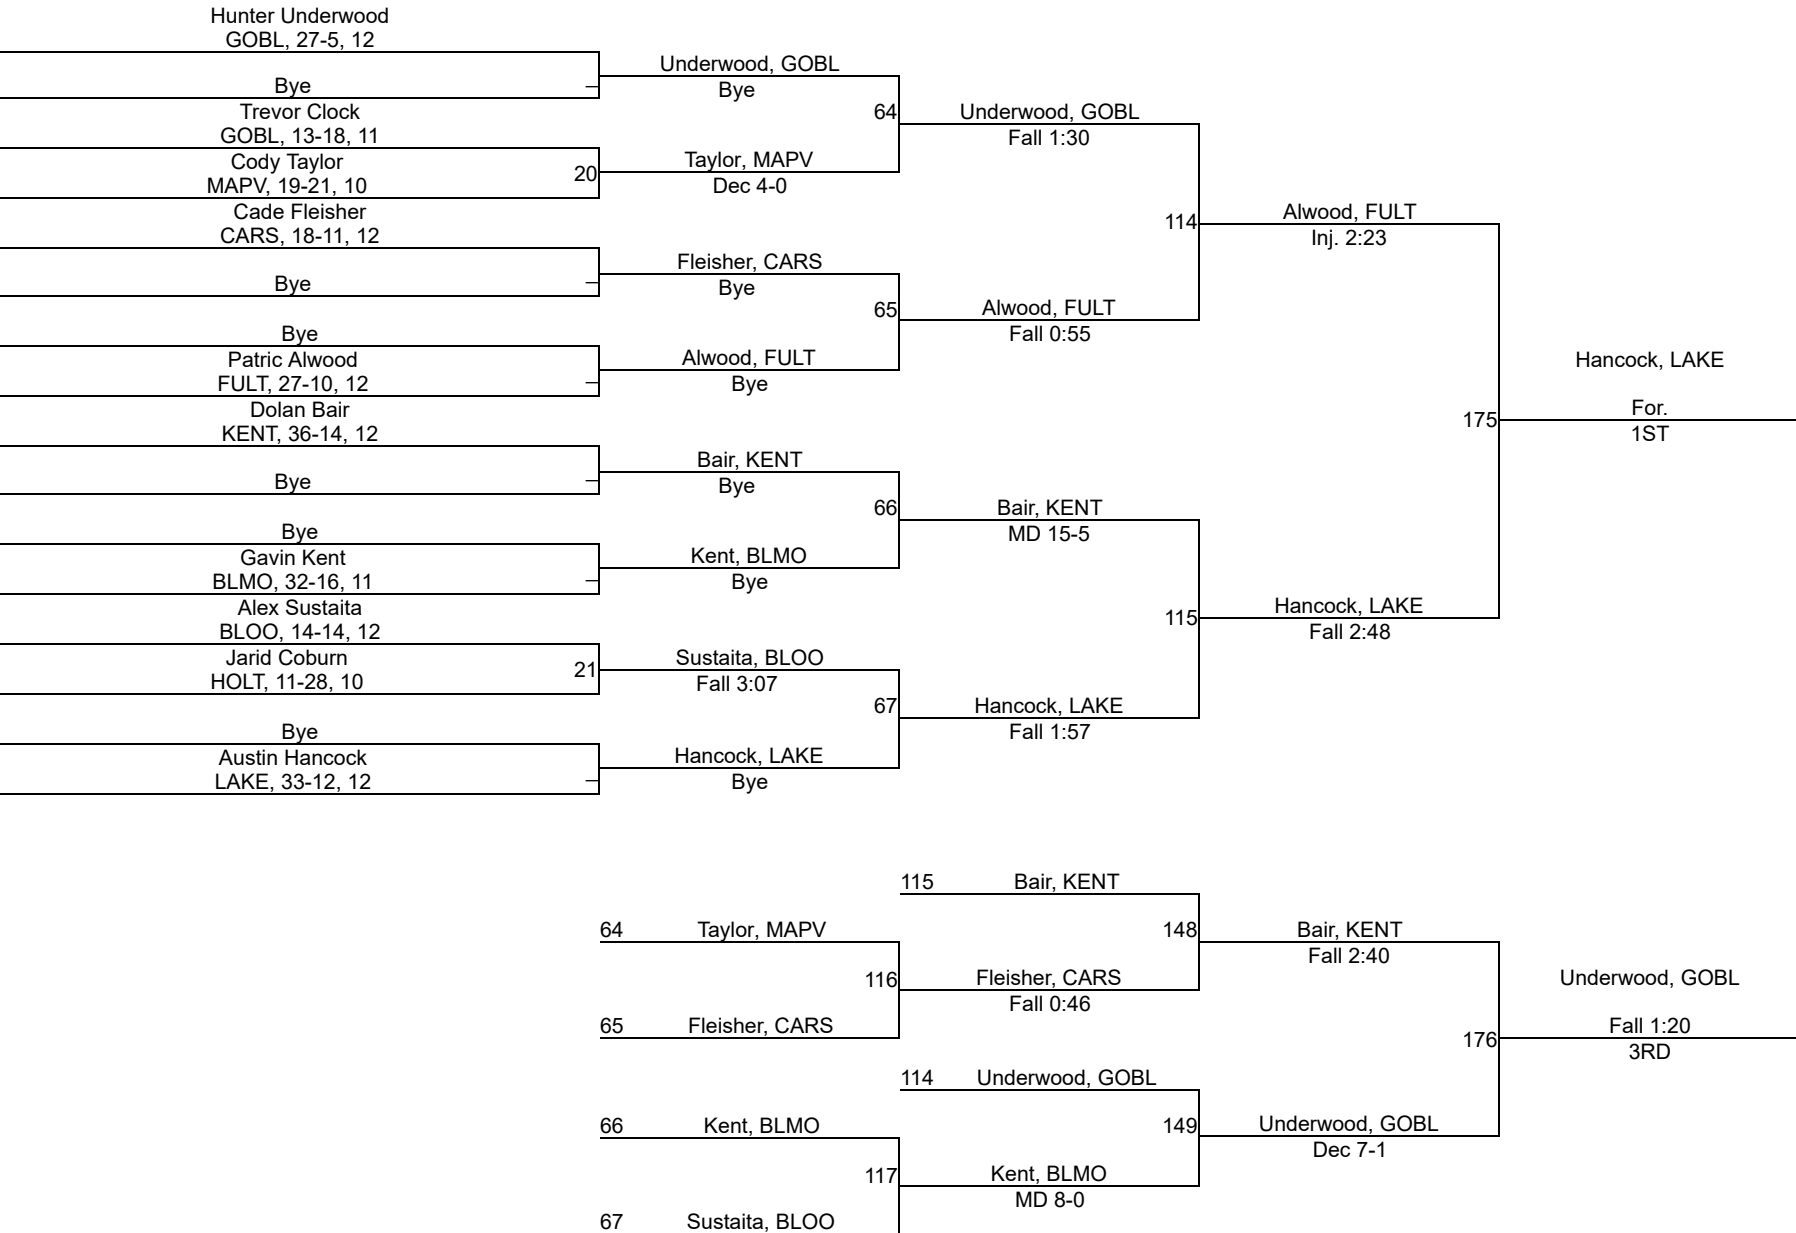 Hunter Underwood
GOBL, 27-5, 12
Bye
Trevor Clock
GOBL, 13-18, 11
Cody Taylor
MAPV, 19-21, 10
20
Cade Fleisher
CARS, 18-11, 12
Bye
Bye
Patric Alwood
FULT, 27-10, 12
Dolan Bair
KENT, 36-14, 12
Bye
Bye
Gavin Kent
BLMO, 32-16, 11
Alex Sustaita
BLOO, 14-14, 12
Jarid Coburn
HOLT, 11-28, 10
21
Bye
Austin Hancock
LAKE, 33-12, 12
Underwood, GOBL
Bye
64
Taylor, MAPV
Dec 4-0
Fleisher, CARS
Bye
65
Alwood, FULT
Bye
Bair, KENT
Bye
66
Kent, BLMO
Bye
Sustaita, BLOO
Fall 3:07
67
Hancock, LAKE
Bye
Underwood, GOBL
Fall 1:30
114
Alwood, FULT
Fall 0:55
Bair, KENT
MD 15-5
115
Hancock, LAKE
Fall 1:57
Alwood, FULT
Inj. 2:23
175
Hancock, LAKE
Fall 2:48
Hancock, LAKE
For.
1ST
115 Bair, KENT
64 Taylor, MAPV
148
116
Fleisher, CARS
Fall 0:46
65 Fleisher, CARS
Bair, KENT
Fall 2:40
114 Underwood, GOBL
66 Kent, BLMO
149
117
Kent, BLMO
MD 8-0
67 Sustaita, BLOO
Underwood, GOBL
Dec 7-1
176
Underwood, GOBL
Fall 1:20
3RD